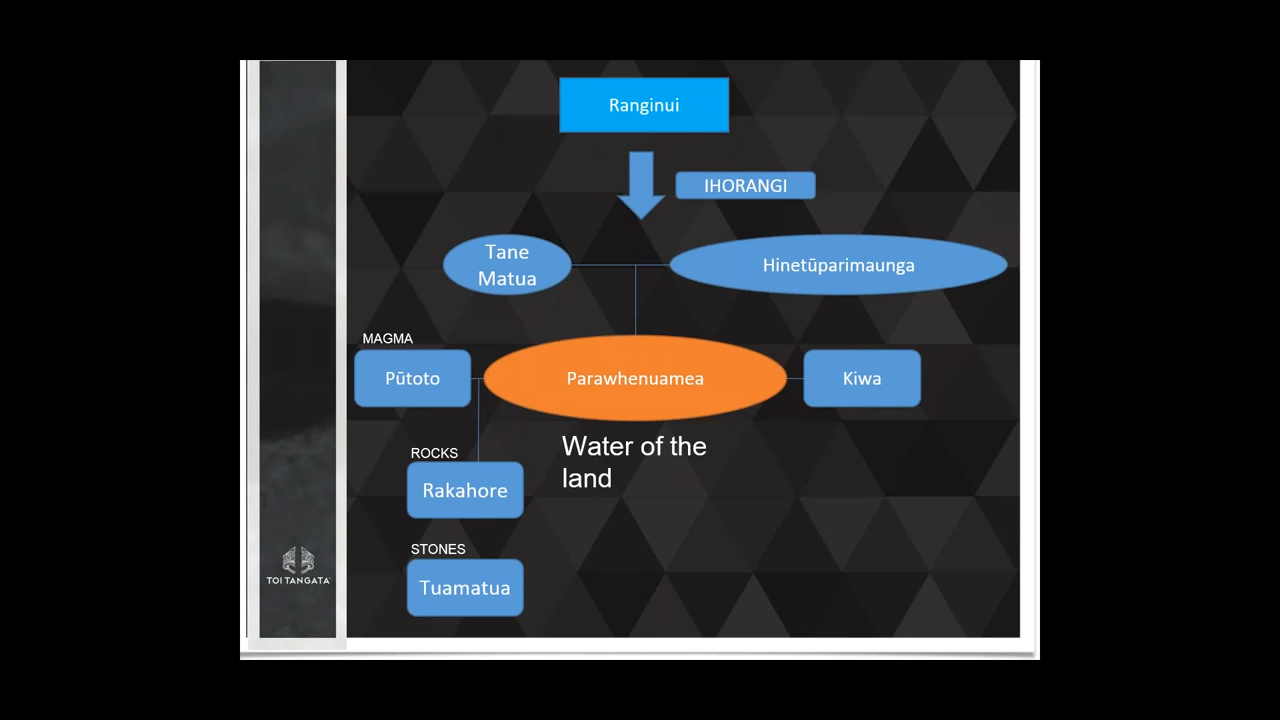 Ranginui
IHORANGI
Tane
Matua
Hinetūparimaunga
MAGMA
Pūtoto
Parawhenuamea
Kiwa
Water of the
land
ROCKS
Rakahore
STONES
Tuamatua
TOI TANGATA